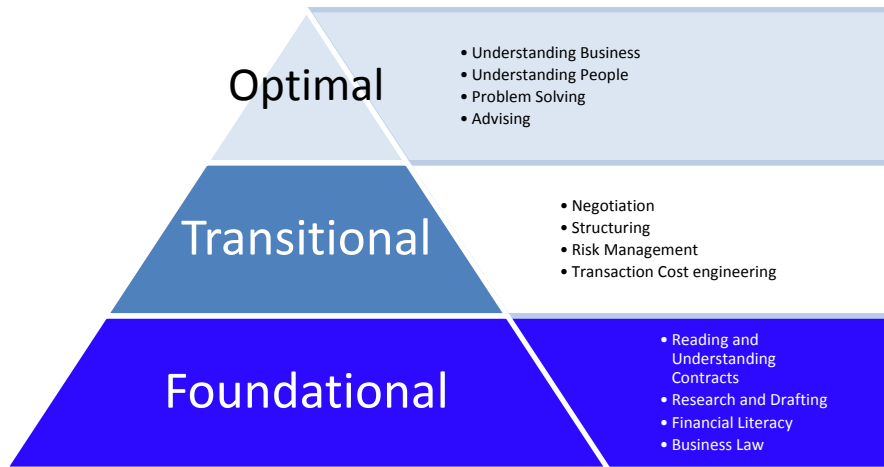 Optimal
• Understanding Business
• Understanding People
• Problem Solving
• Advising
Transitional
• Negotiation
• Structuring
• Risk Management
• Transaction Cost engineering
Foundational
• Reading and
Understanding
Contracts
• Research and Drafting
• Financial Literacy
• Business Law